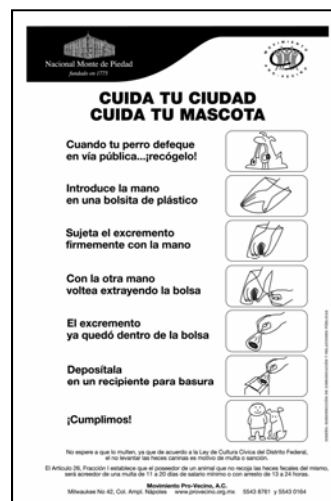 Nacional Monte de Piedad
fundado en 1775
MOVIMIENTO
PRO-VECINO
CUIDA TU CIUDAD
CUIDA TU MASCOTA
Cuando tu perro defeque
en vía pública...¡recógelo!
Introduce la mano
en una bolsita de plástico
Sujeta el excremento
firmemente con la mano
Con la otra mano
voltea extrayendo la bolsa
El excremento
ya quedó dentro de la bolsa
Deposítala
en un recipiente para basura
¡Cumplimos!
No espere a que lo multen, ya que de acuerdo a la Ley de Cultura Cívica del Distrito Federal,
el no levantar las heces caninas es motivo de multa o sanción.
El Artículo 26, Fracción I establece que el poseedor de un animal que no recoja las heces fecales del mismo,
será acreedor de una multa de 11 a 20 días de salario mínimo o con arresto de 13 a 24 horas.
Movimiento Pro-Vecino, A.C.
Milwaukee No 42, Col. Ampl. Nápoles www.provecino.org.mx 5543 8761 y 5543 0164